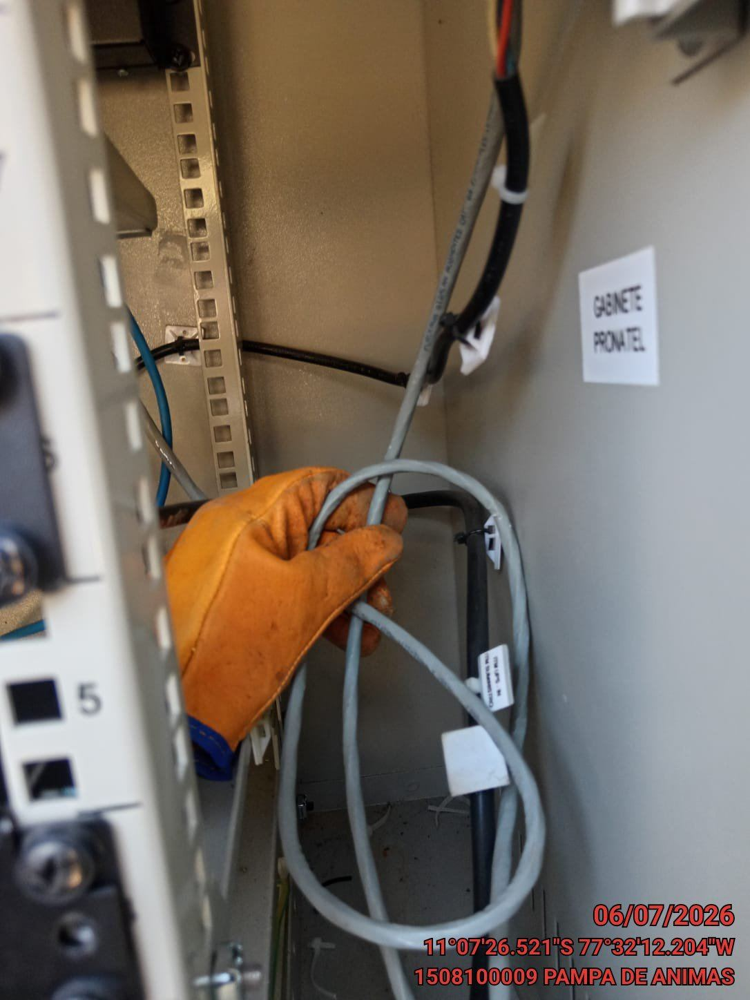 GABINETE
PRONATEL
5
06/07/2026
11°07'26.521"S 77°32'12.204"W
1508100009 PAMPA DE ANIMAS